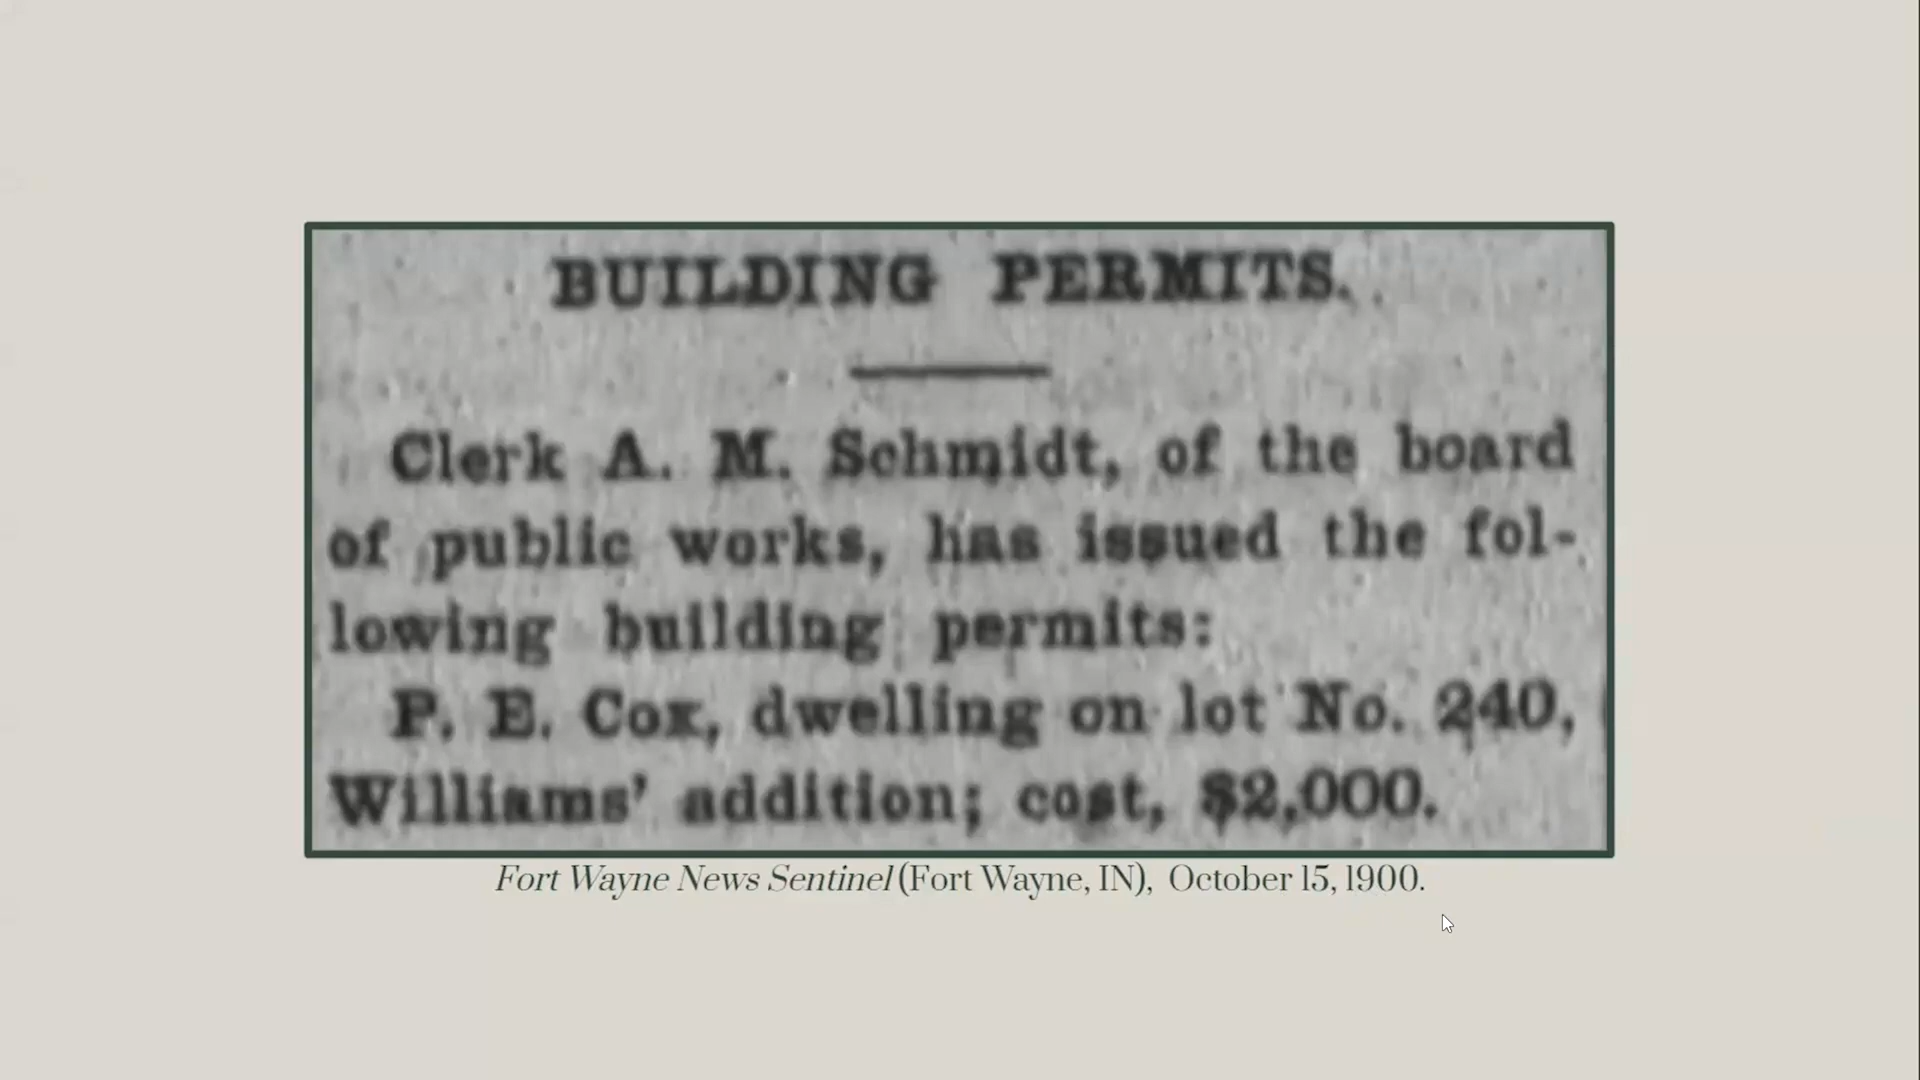 BUILDING PERMITS.
Clerk A. M. Schmidt, of the board
of public works, has issued the fol-
lowing building permits:
P. E. Cox, dwelling on lot No. 240,
Williams' addition; cost, $2,000.
Fort Wayne News Sentinel (Fort Wayne, IN), October 15, 1900.